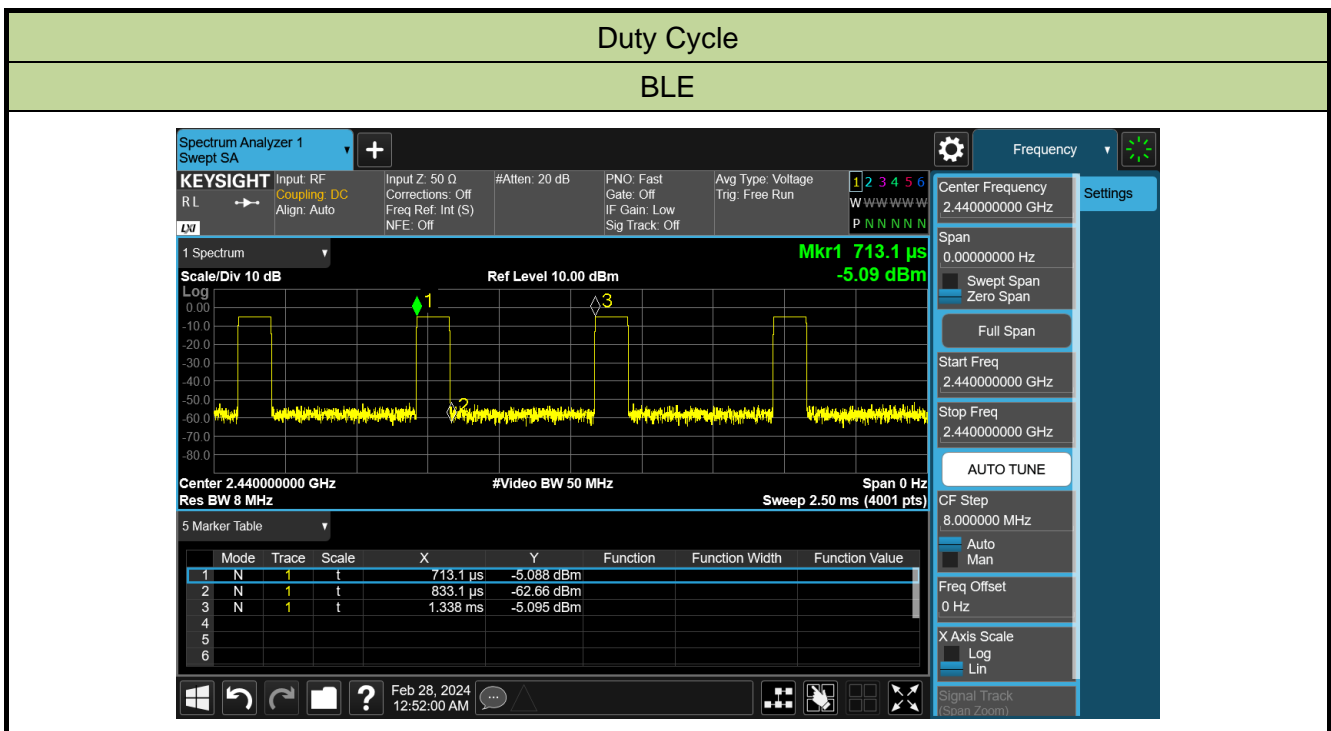 Duty Cycle
BLE
Spectrum Analyzer 1
Swept SA
Frequency
KEYSIGHT
R L
LXI
Input: RF
Coupling: DC
Align: Auto
Input Z: 50 Ω
Corrections: Off
Freq Ref: Int (S)
NFE: Off
#Atten: 20 dB
PNO: Fast
Gate: Off
IF Gain: Low
Sig Track: Off
Avg Type: Voltage
Trig: Free Run
1 2 3 4 5 6
W W W W W W
P N N N N N
1 Spectrum
Mkr1 713.1 µs
-5.09 dBm
Scale/Div 10 dB
Ref Level 10.00 dBm
Log
0.00
-10.0
-20.0
-30.0
-40.0
-50.0
-60.0
-70.0
-80.0
1
2
3
Center 2.440000000 GHz
#Video BW 50 MHz
Span 0 Hz
Res BW 8 MHz
Sweep 2.50 ms (4001 pts)
5 Marker Table
Mode Trace Scale X Y Function Function Width Function Value
1 N 1 t 713.1 µs -5.088 dBm
2 N 1 t 833.1 µs -62.66 dBm
3 N 1 t 1.338 ms -5.095 dBm
4
5
6
Feb 28, 2024
12:52:00 AM
?
Center Frequency
2.440000000 GHz
Settings
Span
0.00000000 Hz
Swept Span
Zero Span
Full Span
Start Freq
2.440000000 GHz
Stop Freq
2.440000000 GHz
AUTO TUNE
CF Step
8.000000 MHz
Auto
Man
Freq Offset
0 Hz
X Axis Scale
Log
Lin
Signal Track
(Span Zoom)